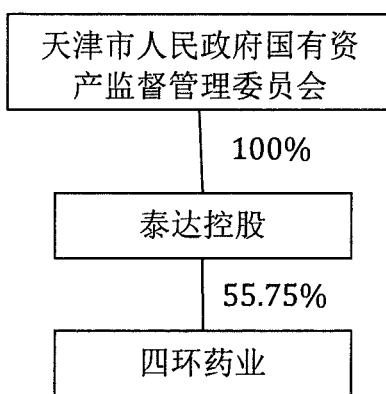 天津市人民政府国有资
产监督管理委员会
100%
泰达控股
55.75%
四环药业